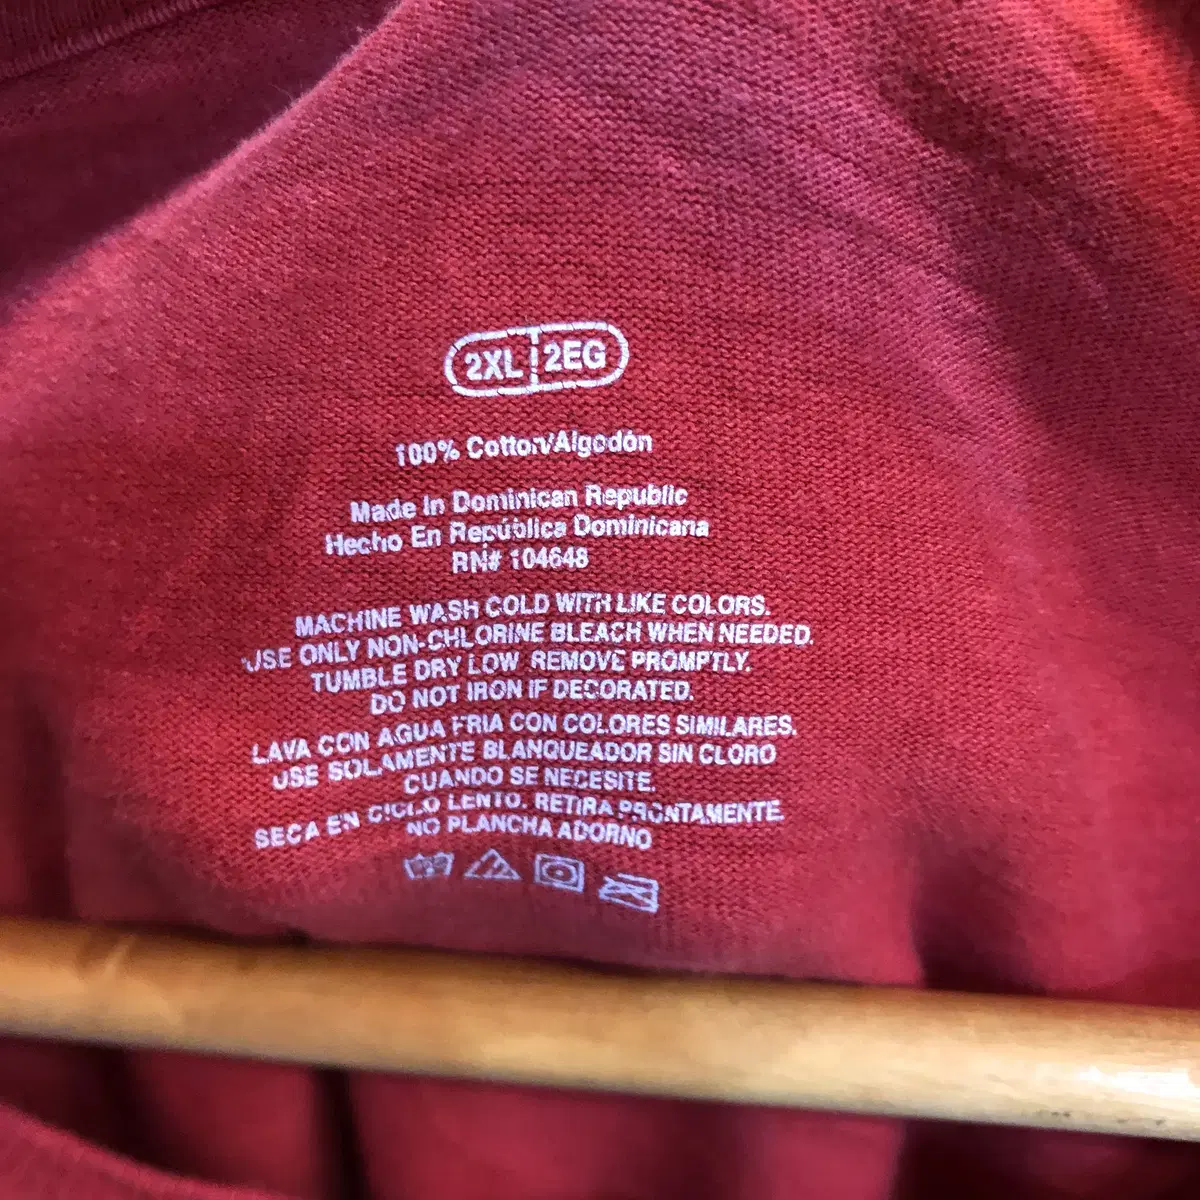 2XL 2EG
100% Cotton/Algodón
Made In Dominican Republic
Hecho En República Dominicana
RN# 104648
MACHINE WASH COLD WITH LIKE COLORS.
USE ONLY NON-CHLORINE BLEACH WHEN NEEDED.
TUMBLE DRY LOW REMOVE PROMPTLY.
DO NOT IRON IF DECORATED.
LAVA CON AGUA FRIA CON COLORES SIMILARES.
USE SOLAMENTE BLANQUEADOR SIN CLORO
CUANDO SE NECESITE.
SECA EN CICLO LENTO. RETIRA PRONTAMENTE.
NO PLANCHA ADORNO